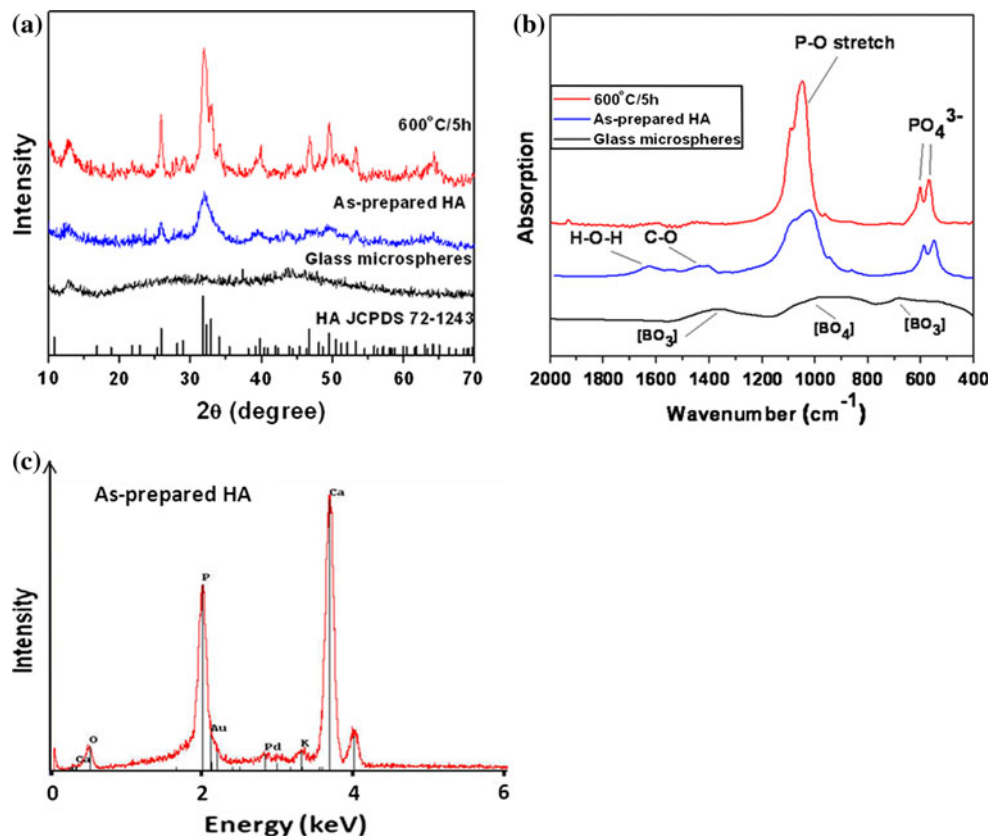 (a)
Intensity
600°C/5h
As-prepared HA
Glass microspheres
HA JCPDS 72-1243
10 20 30 40 50 60 70
2θ (degree)
(b)
Absorption
P-O stretch
600°C/5h
As-prepared HA
Glass microspheres
PO₄³⁻
H-O-H
C-O
[BO₃]
[BO₄]
[BO₃]
2000 1800 1600 1400 1200 1000 800 600 400
Wavenumber (cm⁻¹)
(c)
As-prepared HA
Intensity
Ca
P
Au
O
Pd
K
0 2 4 6
Energy (keV)